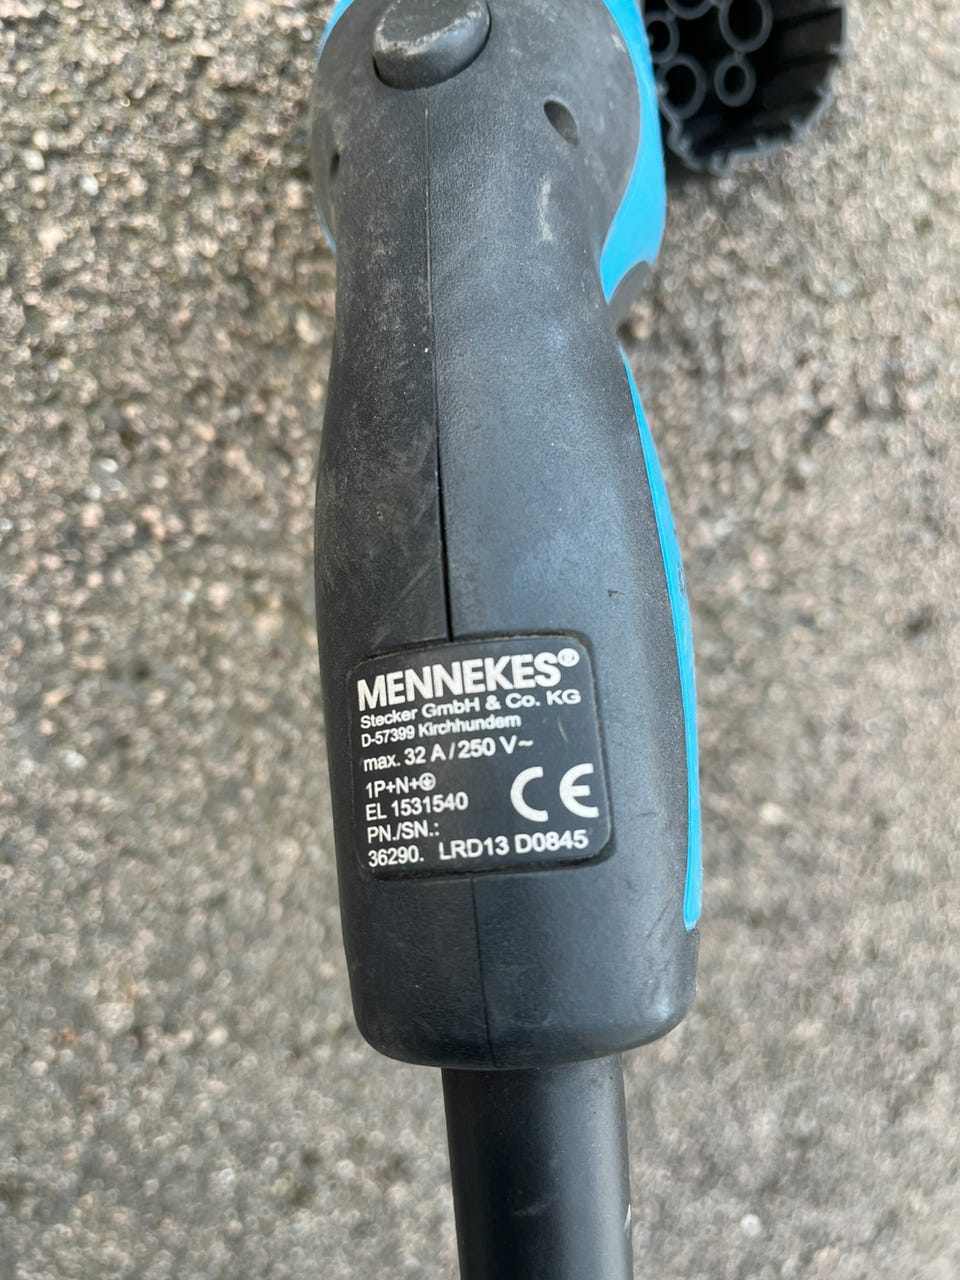 MENNEKES®
Stecker GmbH & Co. KG
D-57399 Kirchhundem
max. 32 A / 250 V~
1P+N+⏚
EL 1531540
PN./SN.:
36290. LRD13 D0845
CE